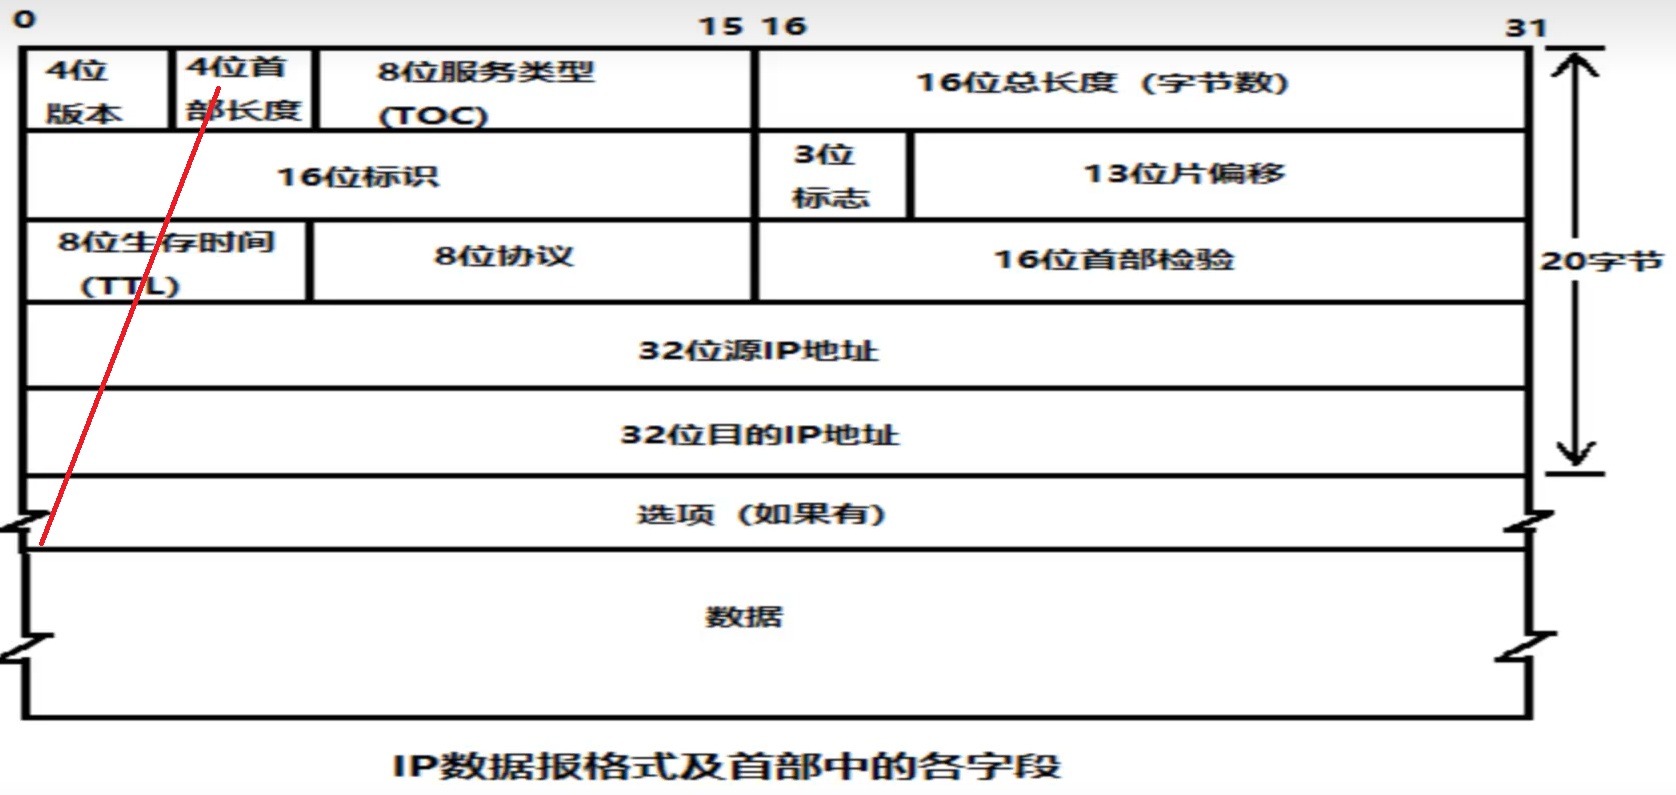 0 15 16 31
4位
版本
4位首
部长度
8位服务类型
(TOC)
16位总长度（字节数）
16位标识
3位
标志
13位片偏移
8位生存时间
(TTL)
8位协议
16位首部检验
20字节
32位源IP地址
32位目的IP地址
选项（如果有）
数据
IP数据报格式及首部中的各字段